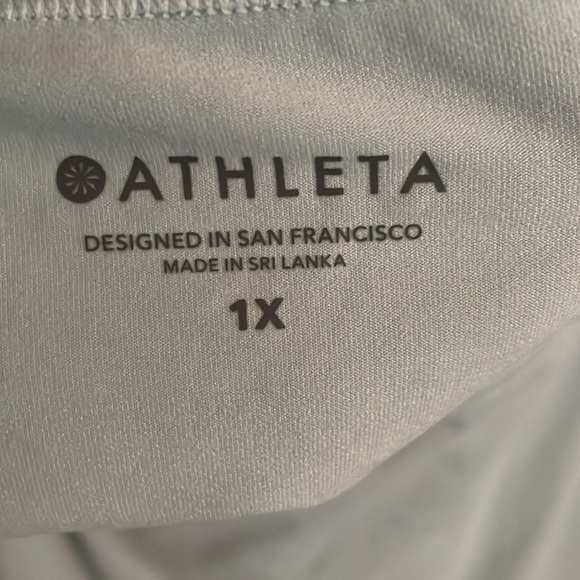 ATHLETA
DESIGNED IN SAN FRANCISCO
MADE IN SRI LANKA
1X